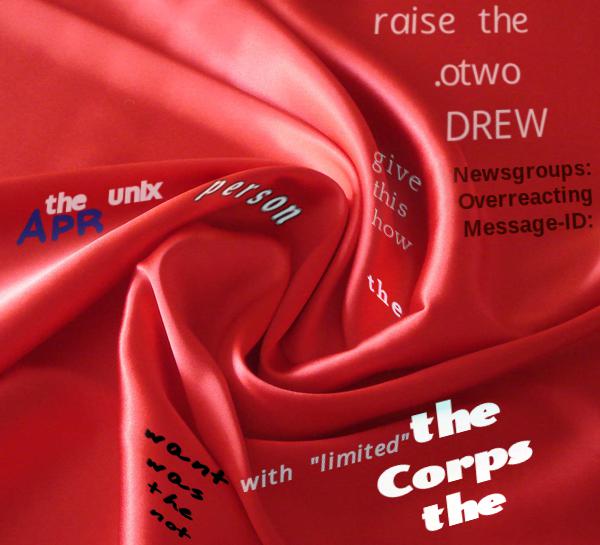 raise the
.otwo
DREW
give
this
how
the
Newsgroups:
Overreacting
Message-ID:
the unix
APR
person
want
was
the
not
with "limited"
the
Corps
the